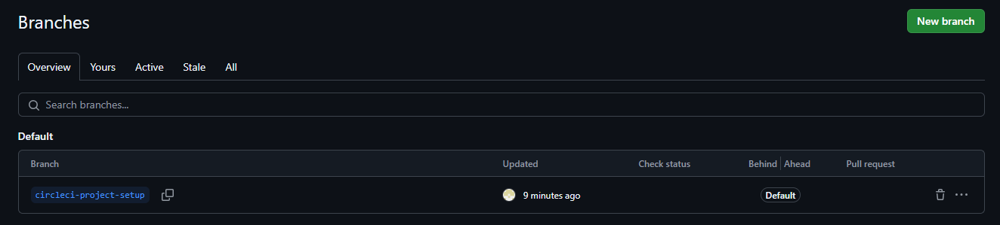 Branches
New branch
Overview Yours Active Stale All
Search branches...
Default
Branch Updated Check status Behind Ahead Pull request
circleci-project-setup 9 minutes ago Default